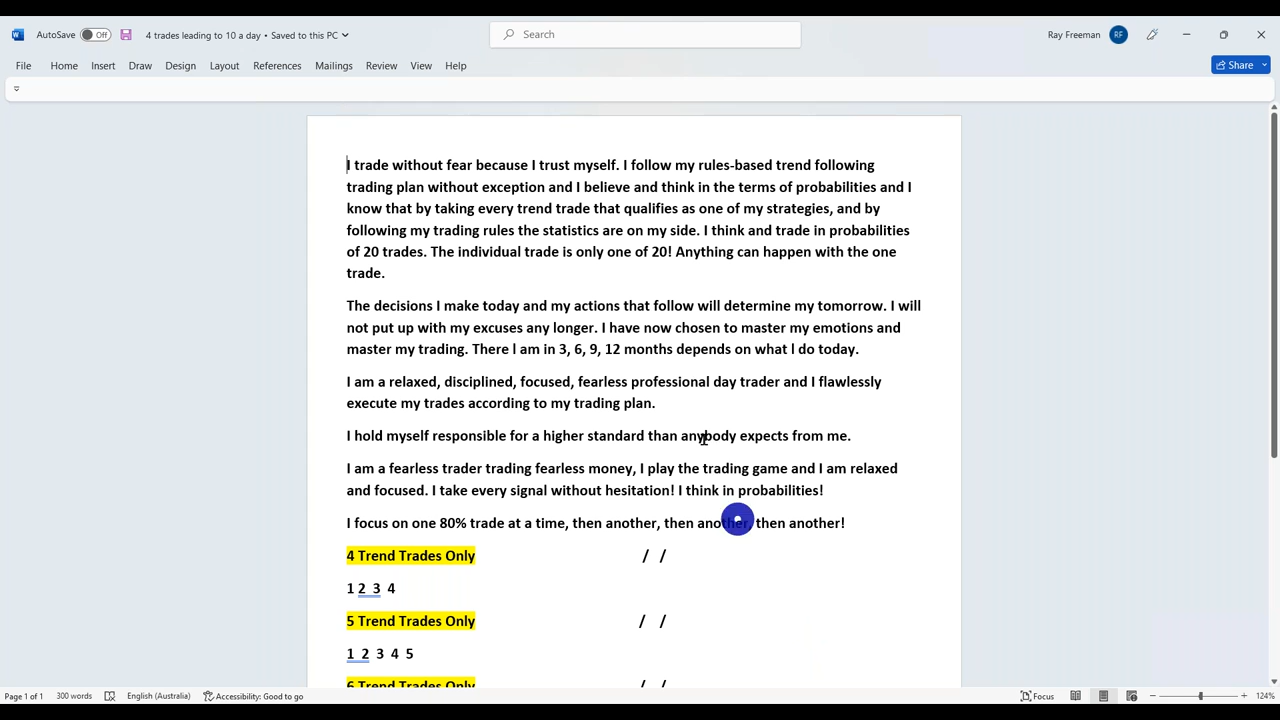 AutoSave Off 4 trades leading to 10 a day • Saved to this PC Search Ray Freeman RF
File Home Insert Draw Design Layout References Mailings Review View Help Share
I trade without fear because I trust myself. I follow my rules-based trend following
trading plan without exception and I believe and think in the terms of probabilities and I
know that by taking every trend trade that qualifies as one of my strategies, and by
following my trading rules the statistics are on my side. I think and trade in probabilities
of 20 trades. The individual trade is only one of 20! Anything can happen with the one
trade.
The decisions I make today and my actions that follow will determine my tomorrow. I will
not put up with my excuses any longer. I have now chosen to master my emotions and
master my trading. There I am in 3, 6, 9, 12 months depends on what I do today.
I am a relaxed, disciplined, focused, fearless professional day trader and I flawlessly
execute my trades according to my trading plan.
I hold myself responsible for a higher standard than anybody expects from me.
I am a fearless trader trading fearless money, I play the trading game and I am relaxed
and focused. I take every signal without hesitation! I think in probabilities!
I focus on one 80% trade at a time, then another, then another, then another!
4 Trend Trades Only / /
1 2 3 4
5 Trend Trades Only / /
1 2 3 4 5
6 Trend Trades Only / /
Page 1 of 1 300 words English (Australia) Accessibility: Good to go Focus 124%